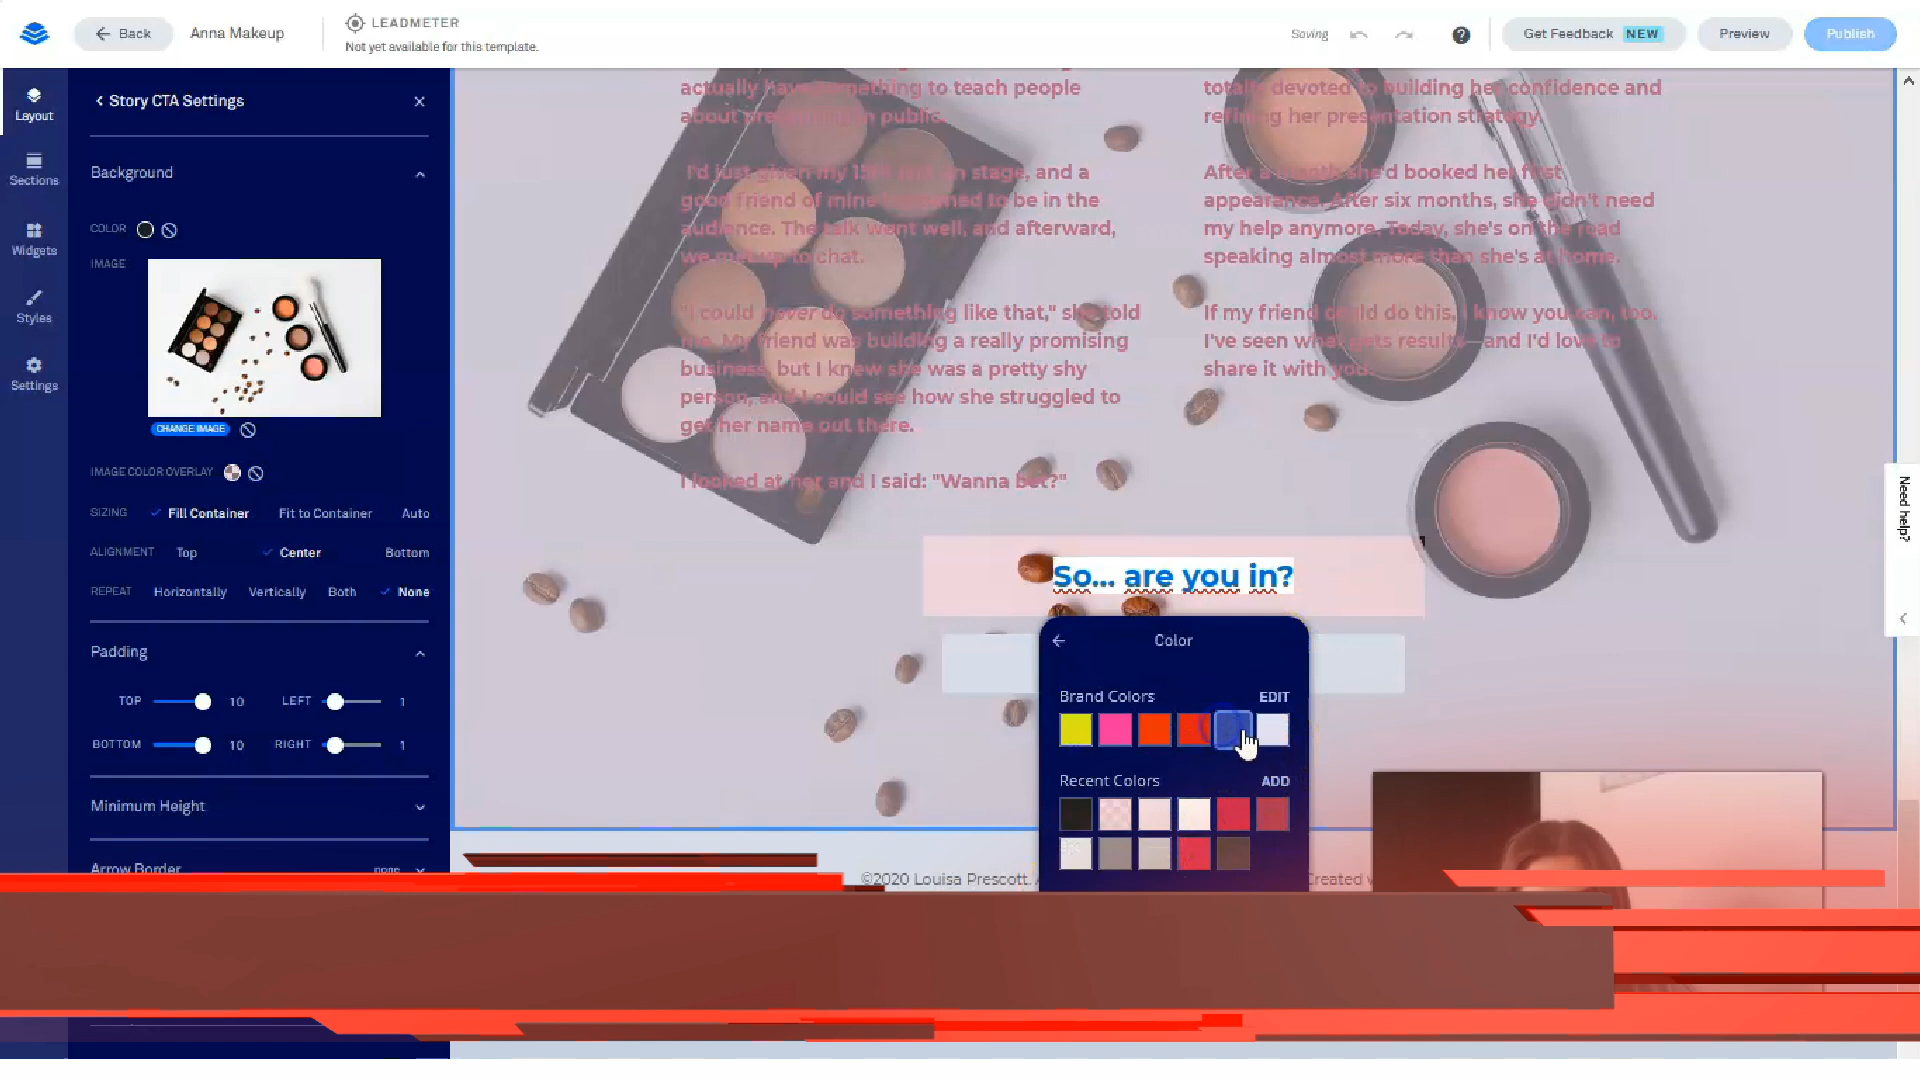 Back
Anna Makeup
LEADMETER
Not yet available for this template.
Saving
Get Feedback NEW
Preview
Publish
Layout
Sections
Widgets
Styles
Settings
Story CTA Settings
Background
COLOR
IMAGE
CHANGE IMAGE
IMAGE COLOR OVERLAY
SIZING Fill Container Fit to Container Auto
ALIGNMENT Top Center Bottom
REPEAT Horizontally Vertically Both None
Padding
TOP 10 LEFT 1
BOTTOM 10 RIGHT 1
Minimum Height
Arrow Border none
actually have something to teach people
about presenting in public.
good friend of mine happened to be in the
audience. The talk went well, and afterward,
we met up to chat.
"I could never do something like that," she told
me. My friend was building a really promising
business, but I knew she was a pretty shy
person, and I could see how she struggled to
get her name out there.
I looked at her and I said: "Wanna bet?"
totally devoted to building her confidence and
refining her presentation strategy.
After a month she'd booked her first
appearance. After six months, she didn't need
my help anymore. Today, she's on the road
speaking almost more than she's at home.
If my friend could do this, I know you can, too.
I've seen what gets results—and I'd love to
share it with you.
So... are you in?
Color
Brand Colors EDIT
Recent Colors ADD
©2020 Louisa Prescott.
Created
Need help?